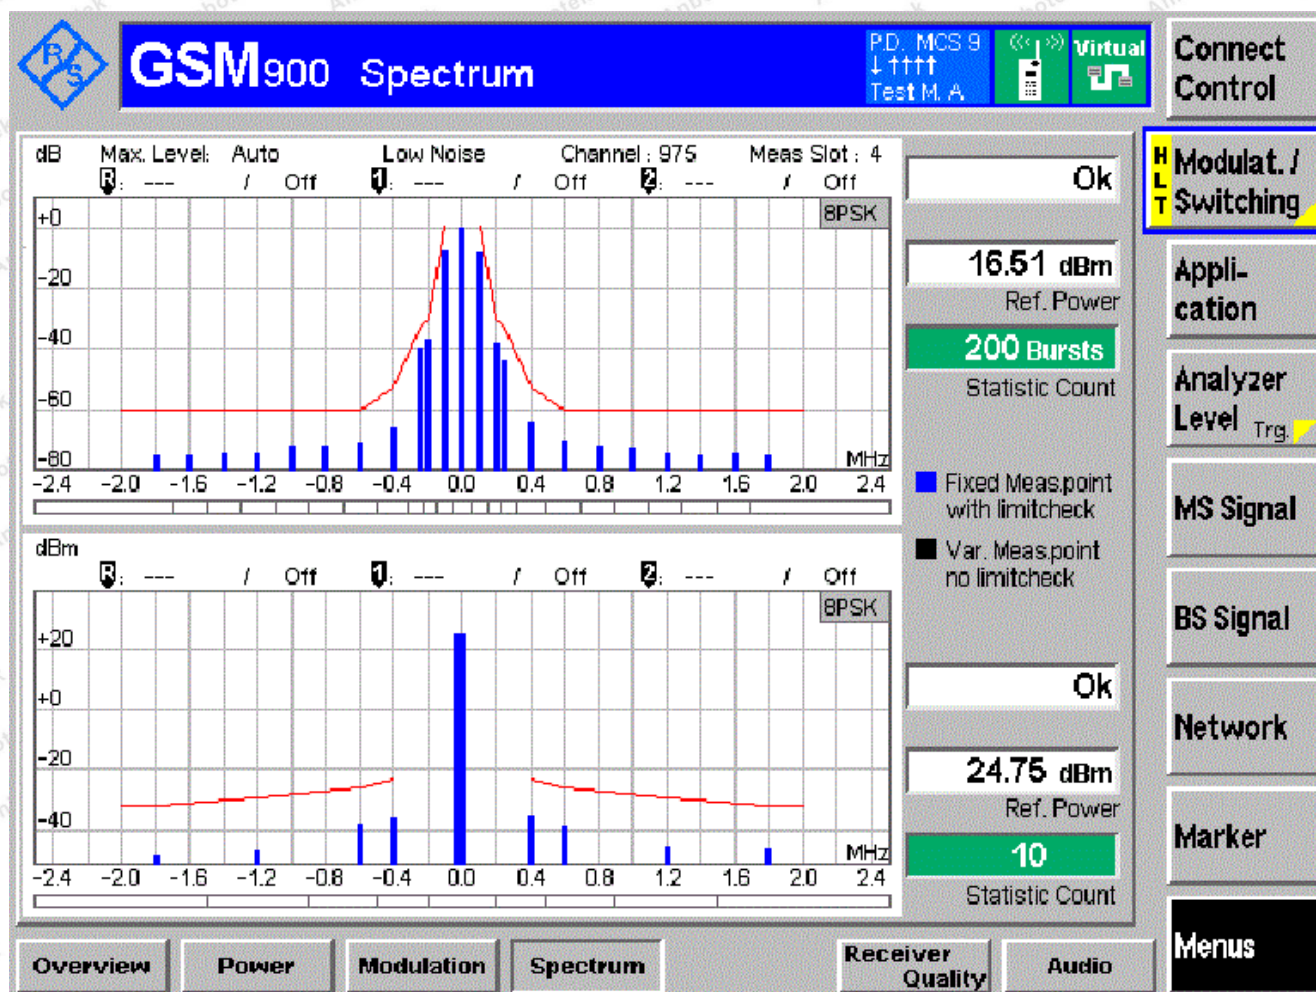 R S
GSM900 Spectrum
P.D. MCS 9
↓↑↑↑↑
Test M. A.
Virtual
Connect
Control
dB Max. Level: Auto Low Noise Channel : 975 Meas Slot : 4
R: --- / Off 1: --- / Off 2: --- / Off
8PSK
+0
-20
-40
-60
-80
MHz
-2.4 -2.0 -1.6 -1.2 -0.8 -0.4 0.0 0.4 0.8 1.2 1.6 2.0 2.4
Ok
16.51 dBm
Ref. Power
200 Bursts
Statistic Count
Fixed Meas.point
with limitcheck
Var. Meas.point
no limitcheck
dBm
R: --- / Off 1: --- / Off 2: --- / Off
8PSK
+20
+0
-20
-40
MHz
-2.4 -2.0 -1.6 -1.2 -0.8 -0.4 0.0 0.4 0.8 1.2 1.6 2.0 2.4
Ok
24.75 dBm
Ref. Power
10
Statistic Count
HLT
Modulat. /
Switching
Appli-
cation
Analyzer
Level Trg.
MS Signal
BS Signal
Network
Marker
Menus
Overview Power Modulation Spectrum Receiver Quality Audio